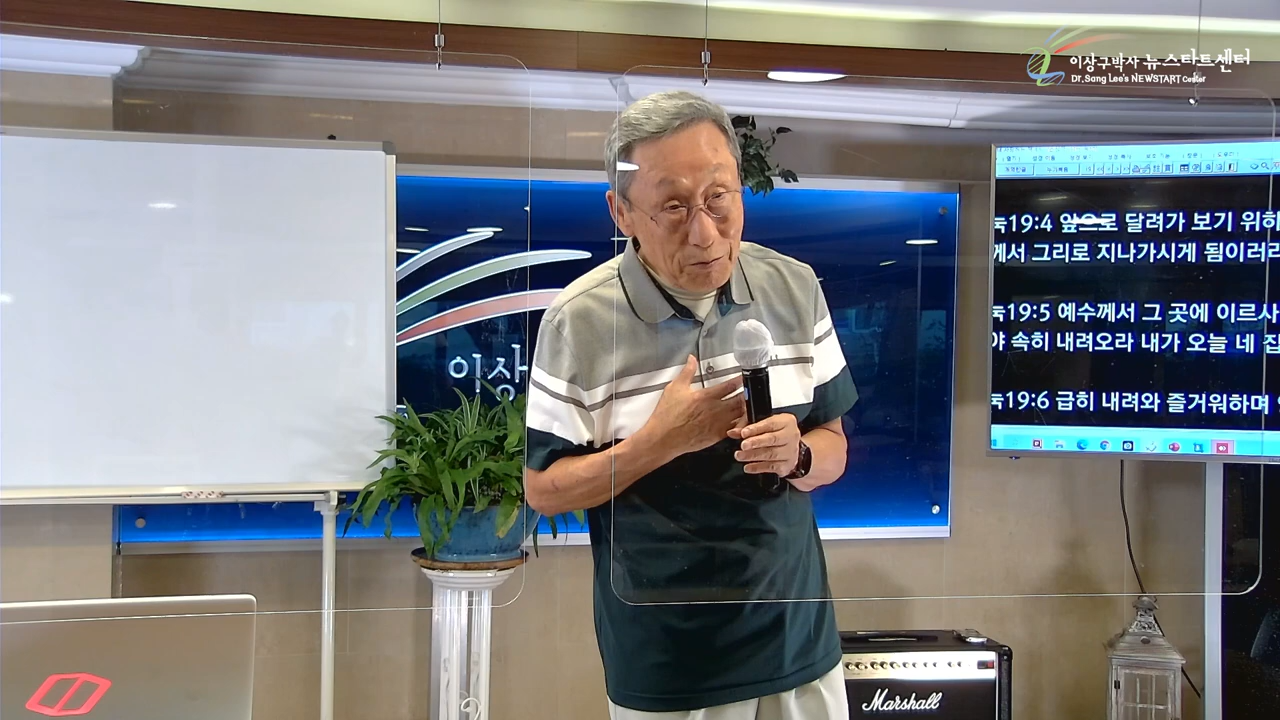 이상구박사 뉴스타트센터
Dr. Sang Lee's NEWSTART Center
눅19:4 앞으로 달려가 보기 위하
께서 그리로 지나가시게 됨이러라
눅19:5 예수께서 그 곳에 이르사
야 속히 내려오라 내가 오늘 네 집
눅19:6 급히 내려와 즐거워하며
이상
Marshall